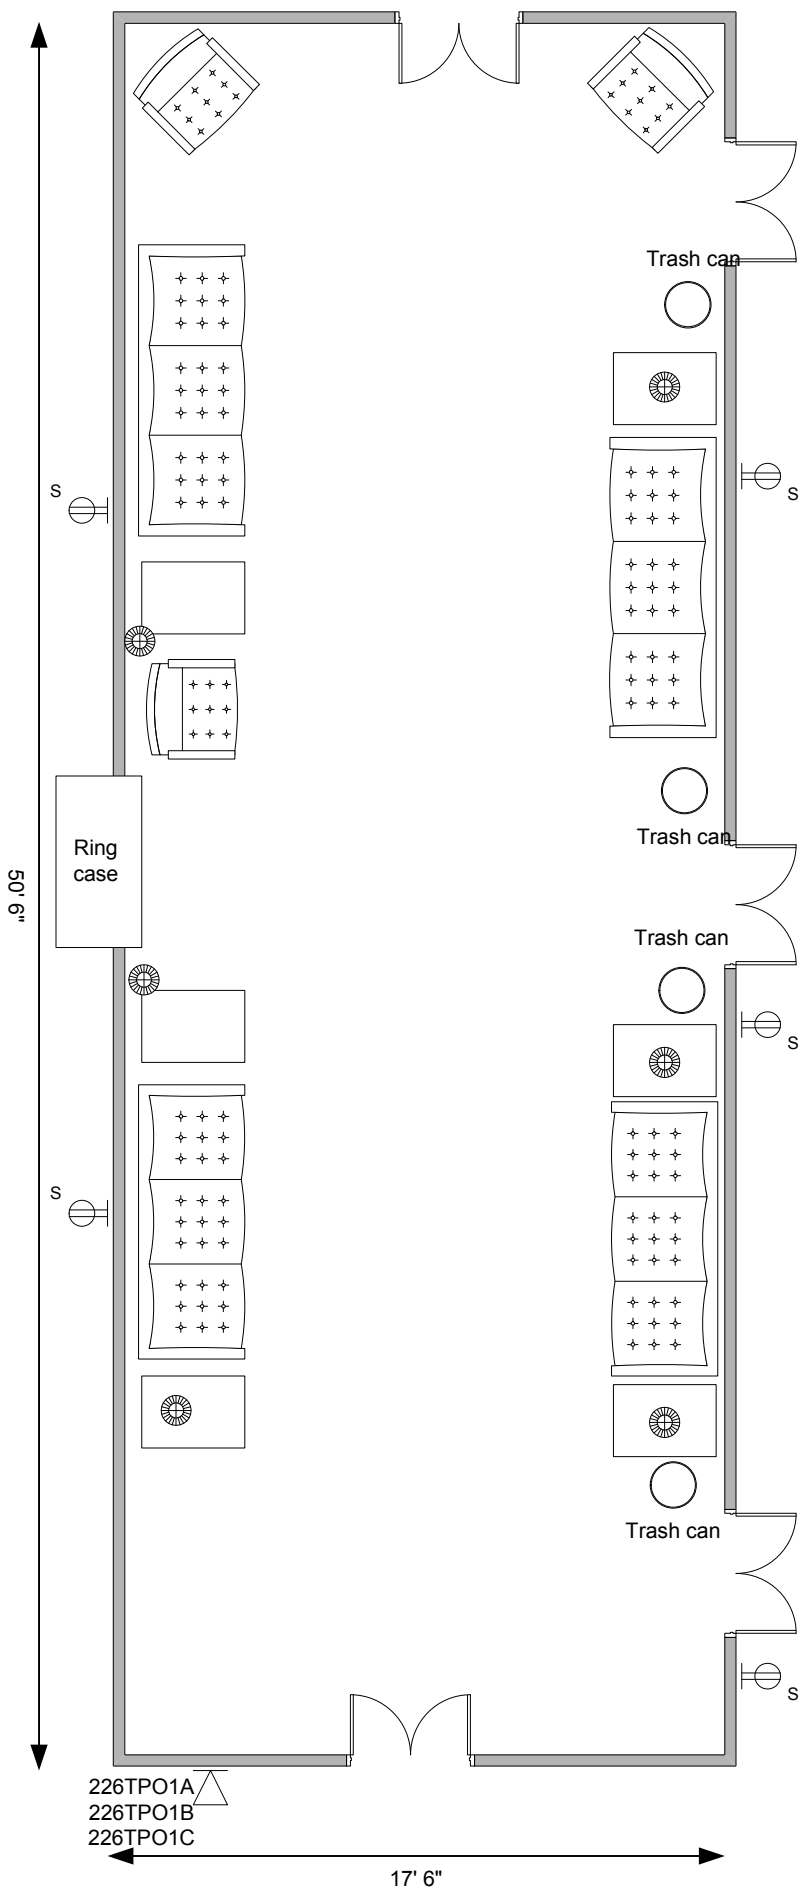 Trash can
S
S
Trash can
Ring
case
50' 6"
Trash can
S
S
Trash can
S
226TPO1A
226TPO1B
226TPO1C
17' 6"